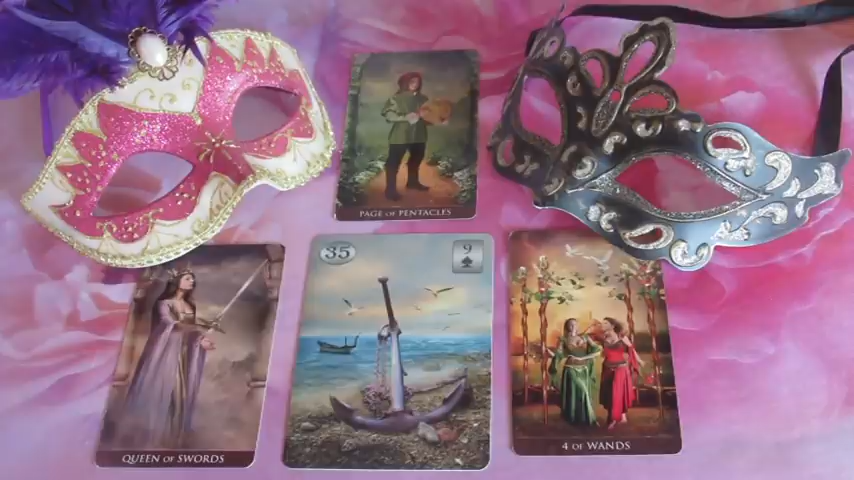 PAGE OF PENTACLES
35
9
QUEEN OF SWORDS
4 OF WANDS